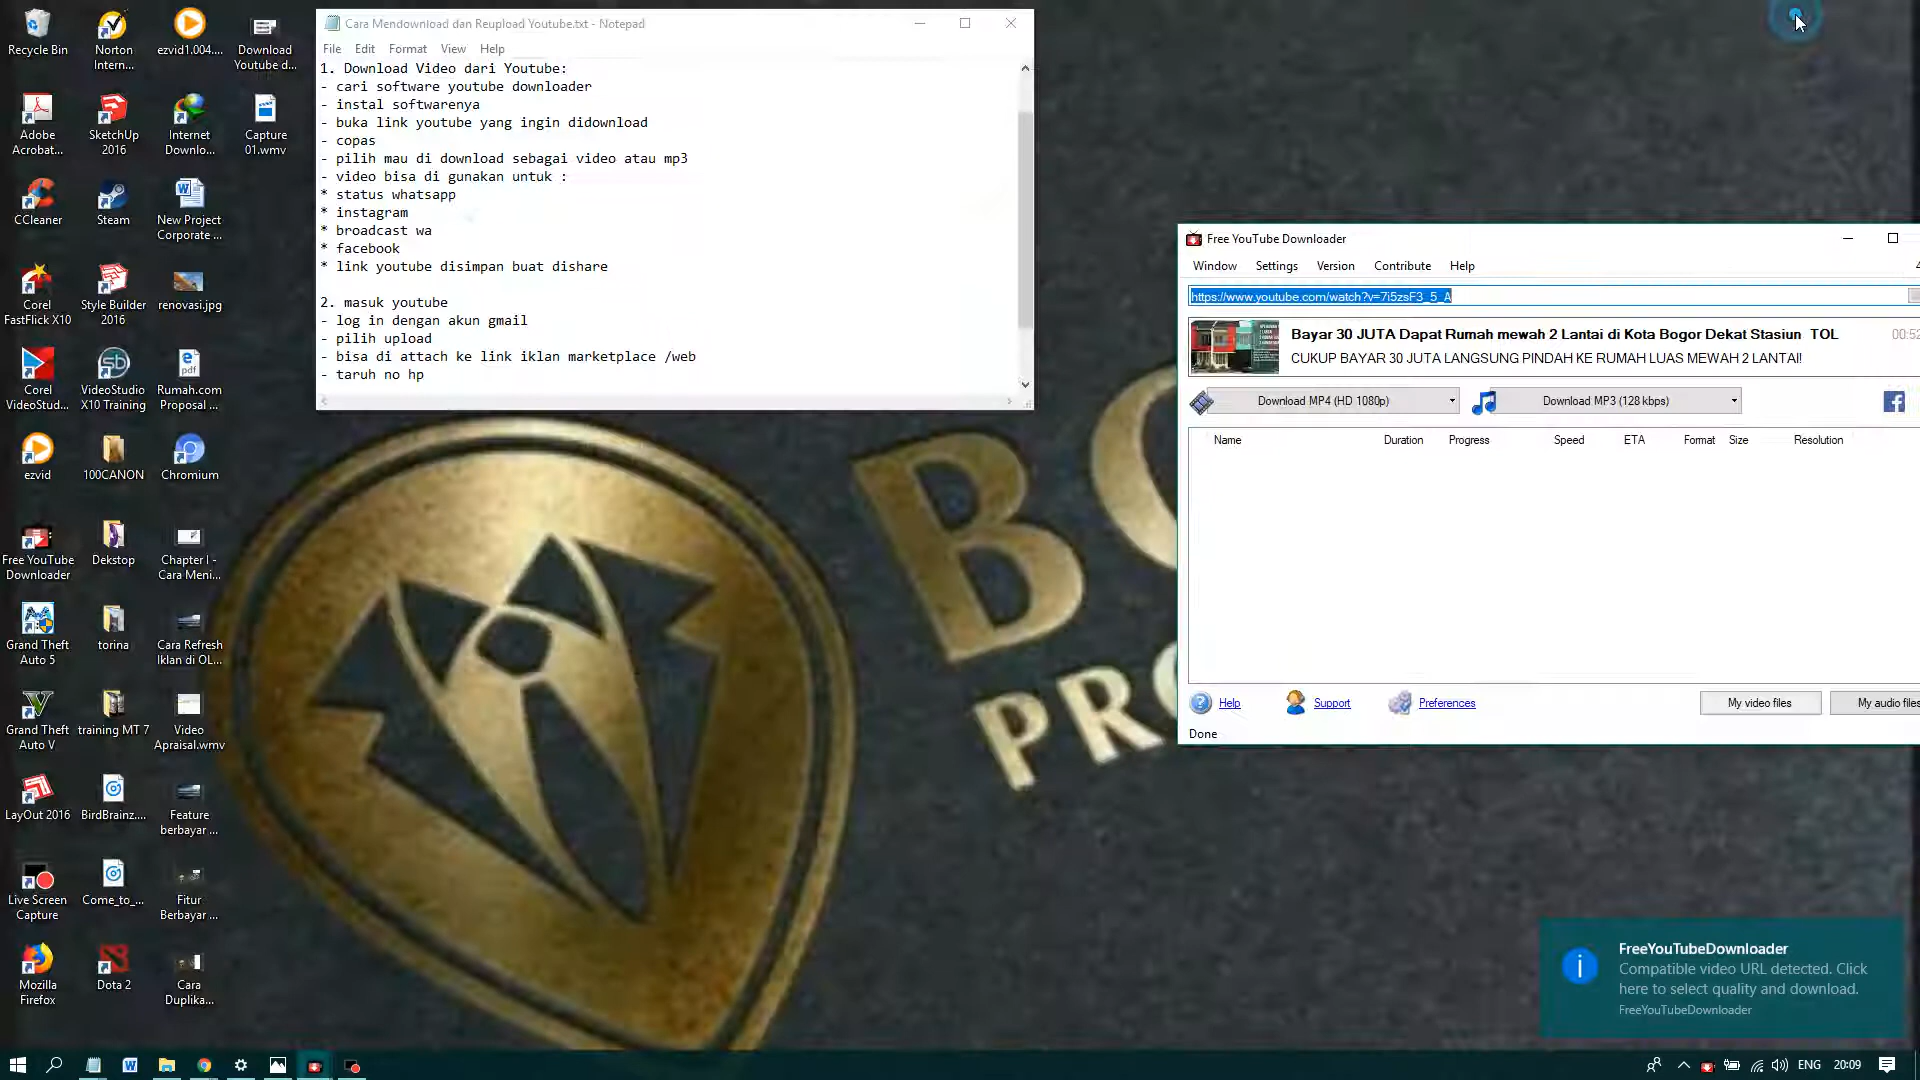 Cara Mendownload dan Reupload Youtube.txt - Notepad
File Edit Format View Help
1. Download Video dari Youtube:
- cari software youtube downloader
- instal softwarenya
- buka link youtube yang ingin didownload
- copas
- pilih mau di download sebagai video atau mp3
- video bisa di gunakan untuk :
* status whatsapp
* instagram
* broadcast wa
* facebook
* link youtube disimpan buat dishare
2. masuk youtube
- log in dengan akun gmail
- pilih upload
- bisa di attach ke link iklan marketplace /web
- taruh no hp
Recycle Bin
Norton Intern...
ezvid1.004....
Download Youtube d...
Adobe Acrobat...
SketchUp 2016
Internet Downlo...
Capture 01.wmv
CCleaner
Steam
New Project Corporate ...
Corel FastFlick X10
Style Builder 2016
renovasi.jpg
Corel VideoStud...
VideoStudio X10 Training
Rumah.com Proposal ...
ezvid
100CANON
Chromium
Free YouTube Downloader
Dekstop
Chapter I - Cara Meni...
Grand Theft Auto 5
torina
Cara Refresh Iklan di OL...
Grand Theft Auto V
training MT 7
Video Apraisal.wmv
LayOut 2016
BirdBrainz....
Feature berbayar ...
Live Screen Capture
Come_to_...
Fitur Berbayar ...
Mozilla Firefox
Dota 2
Cara Duplika...
Free YouTube Downloader
Window Settings Version Contribute Help
https://www.youtube.com/watch?v=7i5zsF3_5_A
Bayar 30 JUTA Dapat Rumah mewah 2 Lantai di Kota Bogor Dekat Stasiun TOL
00:52
CUKUP BAYAR 30 JUTA LANGSUNG PINDAH KE RUMAH LUAS MEWAH 2 LANTAI!
Download MP4 (HD 1080p)
Download MP3 (128 kbps)
Name Duration Progress Speed ETA Format Size Resolution
Help Support Preferences
My video files
My audio files
Done
B
PR
FreeYouTubeDownloader
Compatible video URL detected. Click
here to select quality and download.
FreeYouTubeDownloader
ENG 20:09